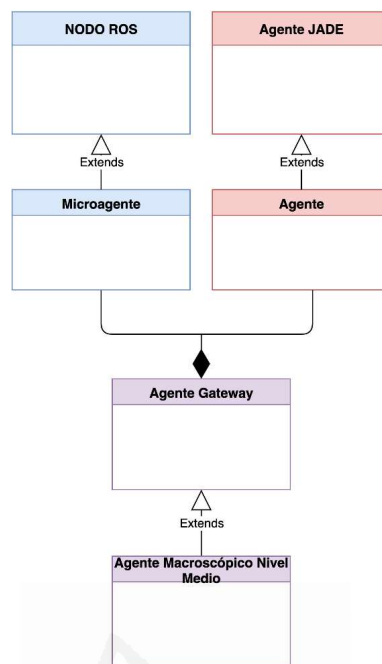 NODO ROS
Agente JADE
Extends
Extends
Microagente
Agente
Agente Gateway
Extends
Agente Macroscópico Nivel
Medio